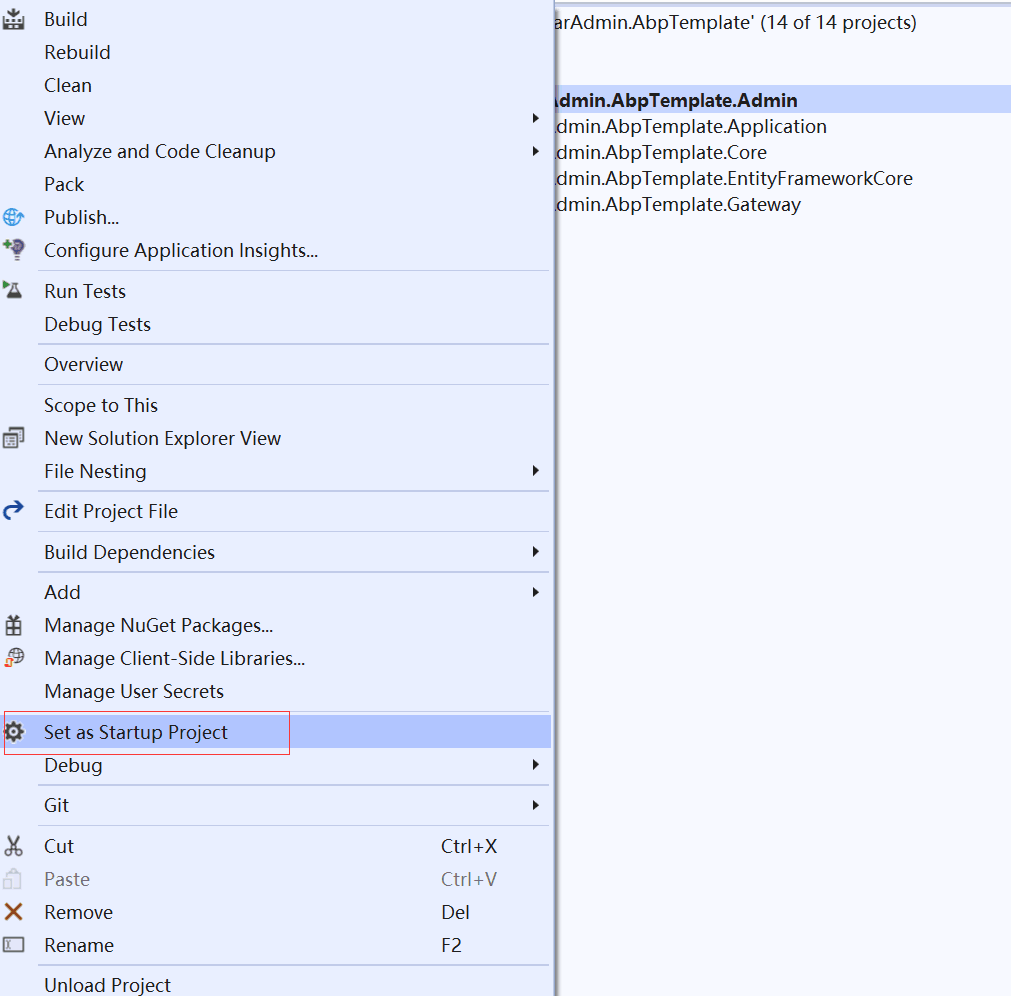 Build
Rebuild
Clean
View
Analyze and Code Cleanup
Pack
Publish...
Configure Application Insights...
Run Tests
Debug Tests
Overview
Scope to This
New Solution Explorer View
File Nesting
Edit Project File
Build Dependencies
Add
Manage NuGet Packages...
Manage Client-Side Libraries...
Manage User Secrets
Set as Startup Project
Debug
Git
Cut Ctrl+X
Paste Ctrl+V
Remove Del
Rename F2
Unload Project
arAdmin.AbpTemplate' (14 of 14 projects)
Admin.AbpTemplate.Admin
dmin.AbpTemplate.Application
dmin.AbpTemplate.Core
dmin.AbpTemplate.EntityFrameworkCore
dmin.AbpTemplate.Gateway